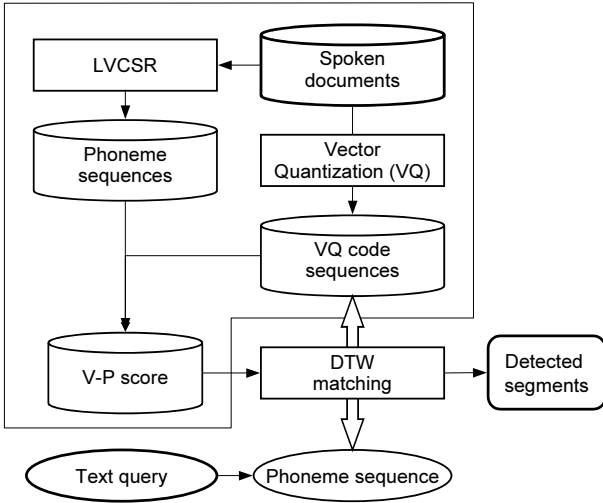 LVCSR
Spoken
documents
Phoneme
sequences
Vector
Quantization (VQ)
VQ code
sequences
V-P score
DTW
matching
Detected
segments
Text query
Phoneme sequence